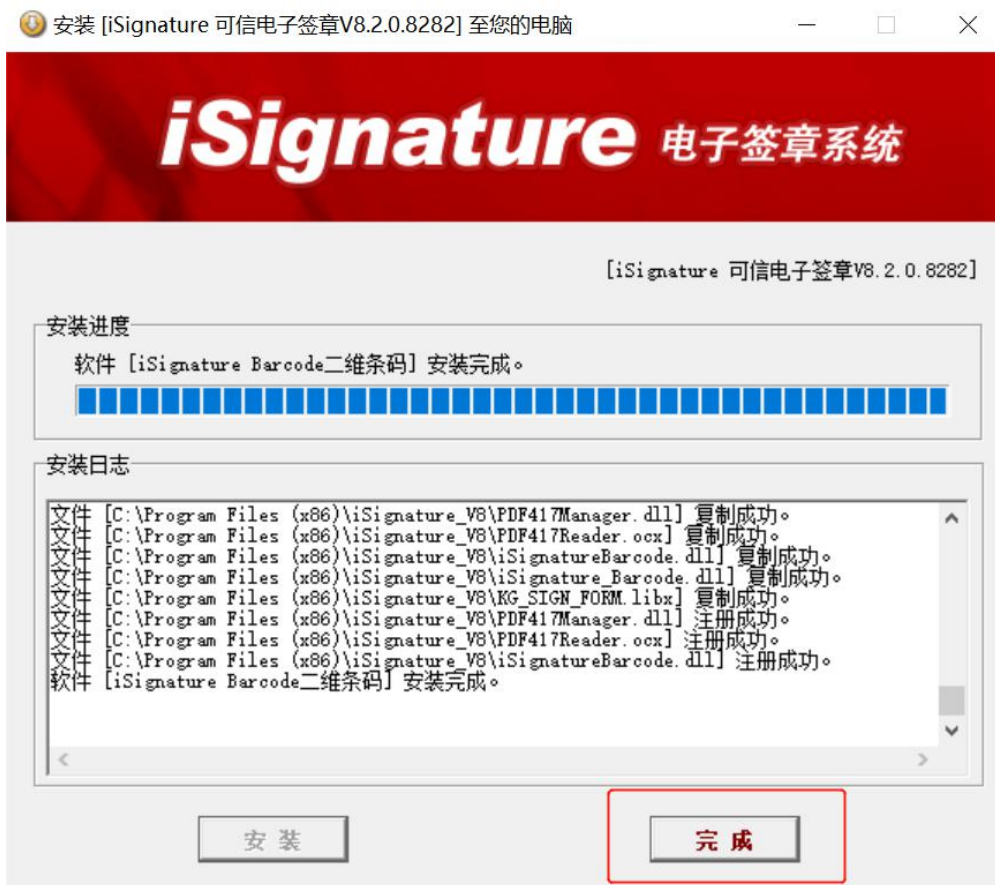 安装 [iSignature 可信电子签章V8.2.0.8282] 至您的电脑
iSignature 电子签章系统
[iSignature 可信电子签章V8.2.0.8282]
安装进度
软件 [iSignature Barcode二维条码] 安装完成。
安装日志
文件 [C:\Program Files (x86)\iSignature_V8\PDF417Manager.dll] 复制成功。
文件 [C:\Program Files (x86)\iSignature_V8\PDF417Reader.ocx] 复制成功。
文件 [C:\Program Files (x86)\iSignature_V8\iSignatureBarcode.dll] 复制成功。
文件 [C:\Program Files (x86)\iSignature_V8\iSignature_Barcode.dll] 复制成功。
文件 [C:\Program Files (x86)\iSignature_V8\KG_SIGN_FORM.libx] 复制成功。
文件 [C:\Program Files (x86)\iSignature_V8\PDF417Manager.dll] 注册成功。
文件 [C:\Program Files (x86)\iSignature_V8\PDF417Reader.ocx] 注册成功。
文件 [C:\Program Files (x86)\iSignature_V8\iSignatureBarcode.dll] 注册成功。
软件 [iSignature Barcode二维条码] 安装完成。
安 装
完 成